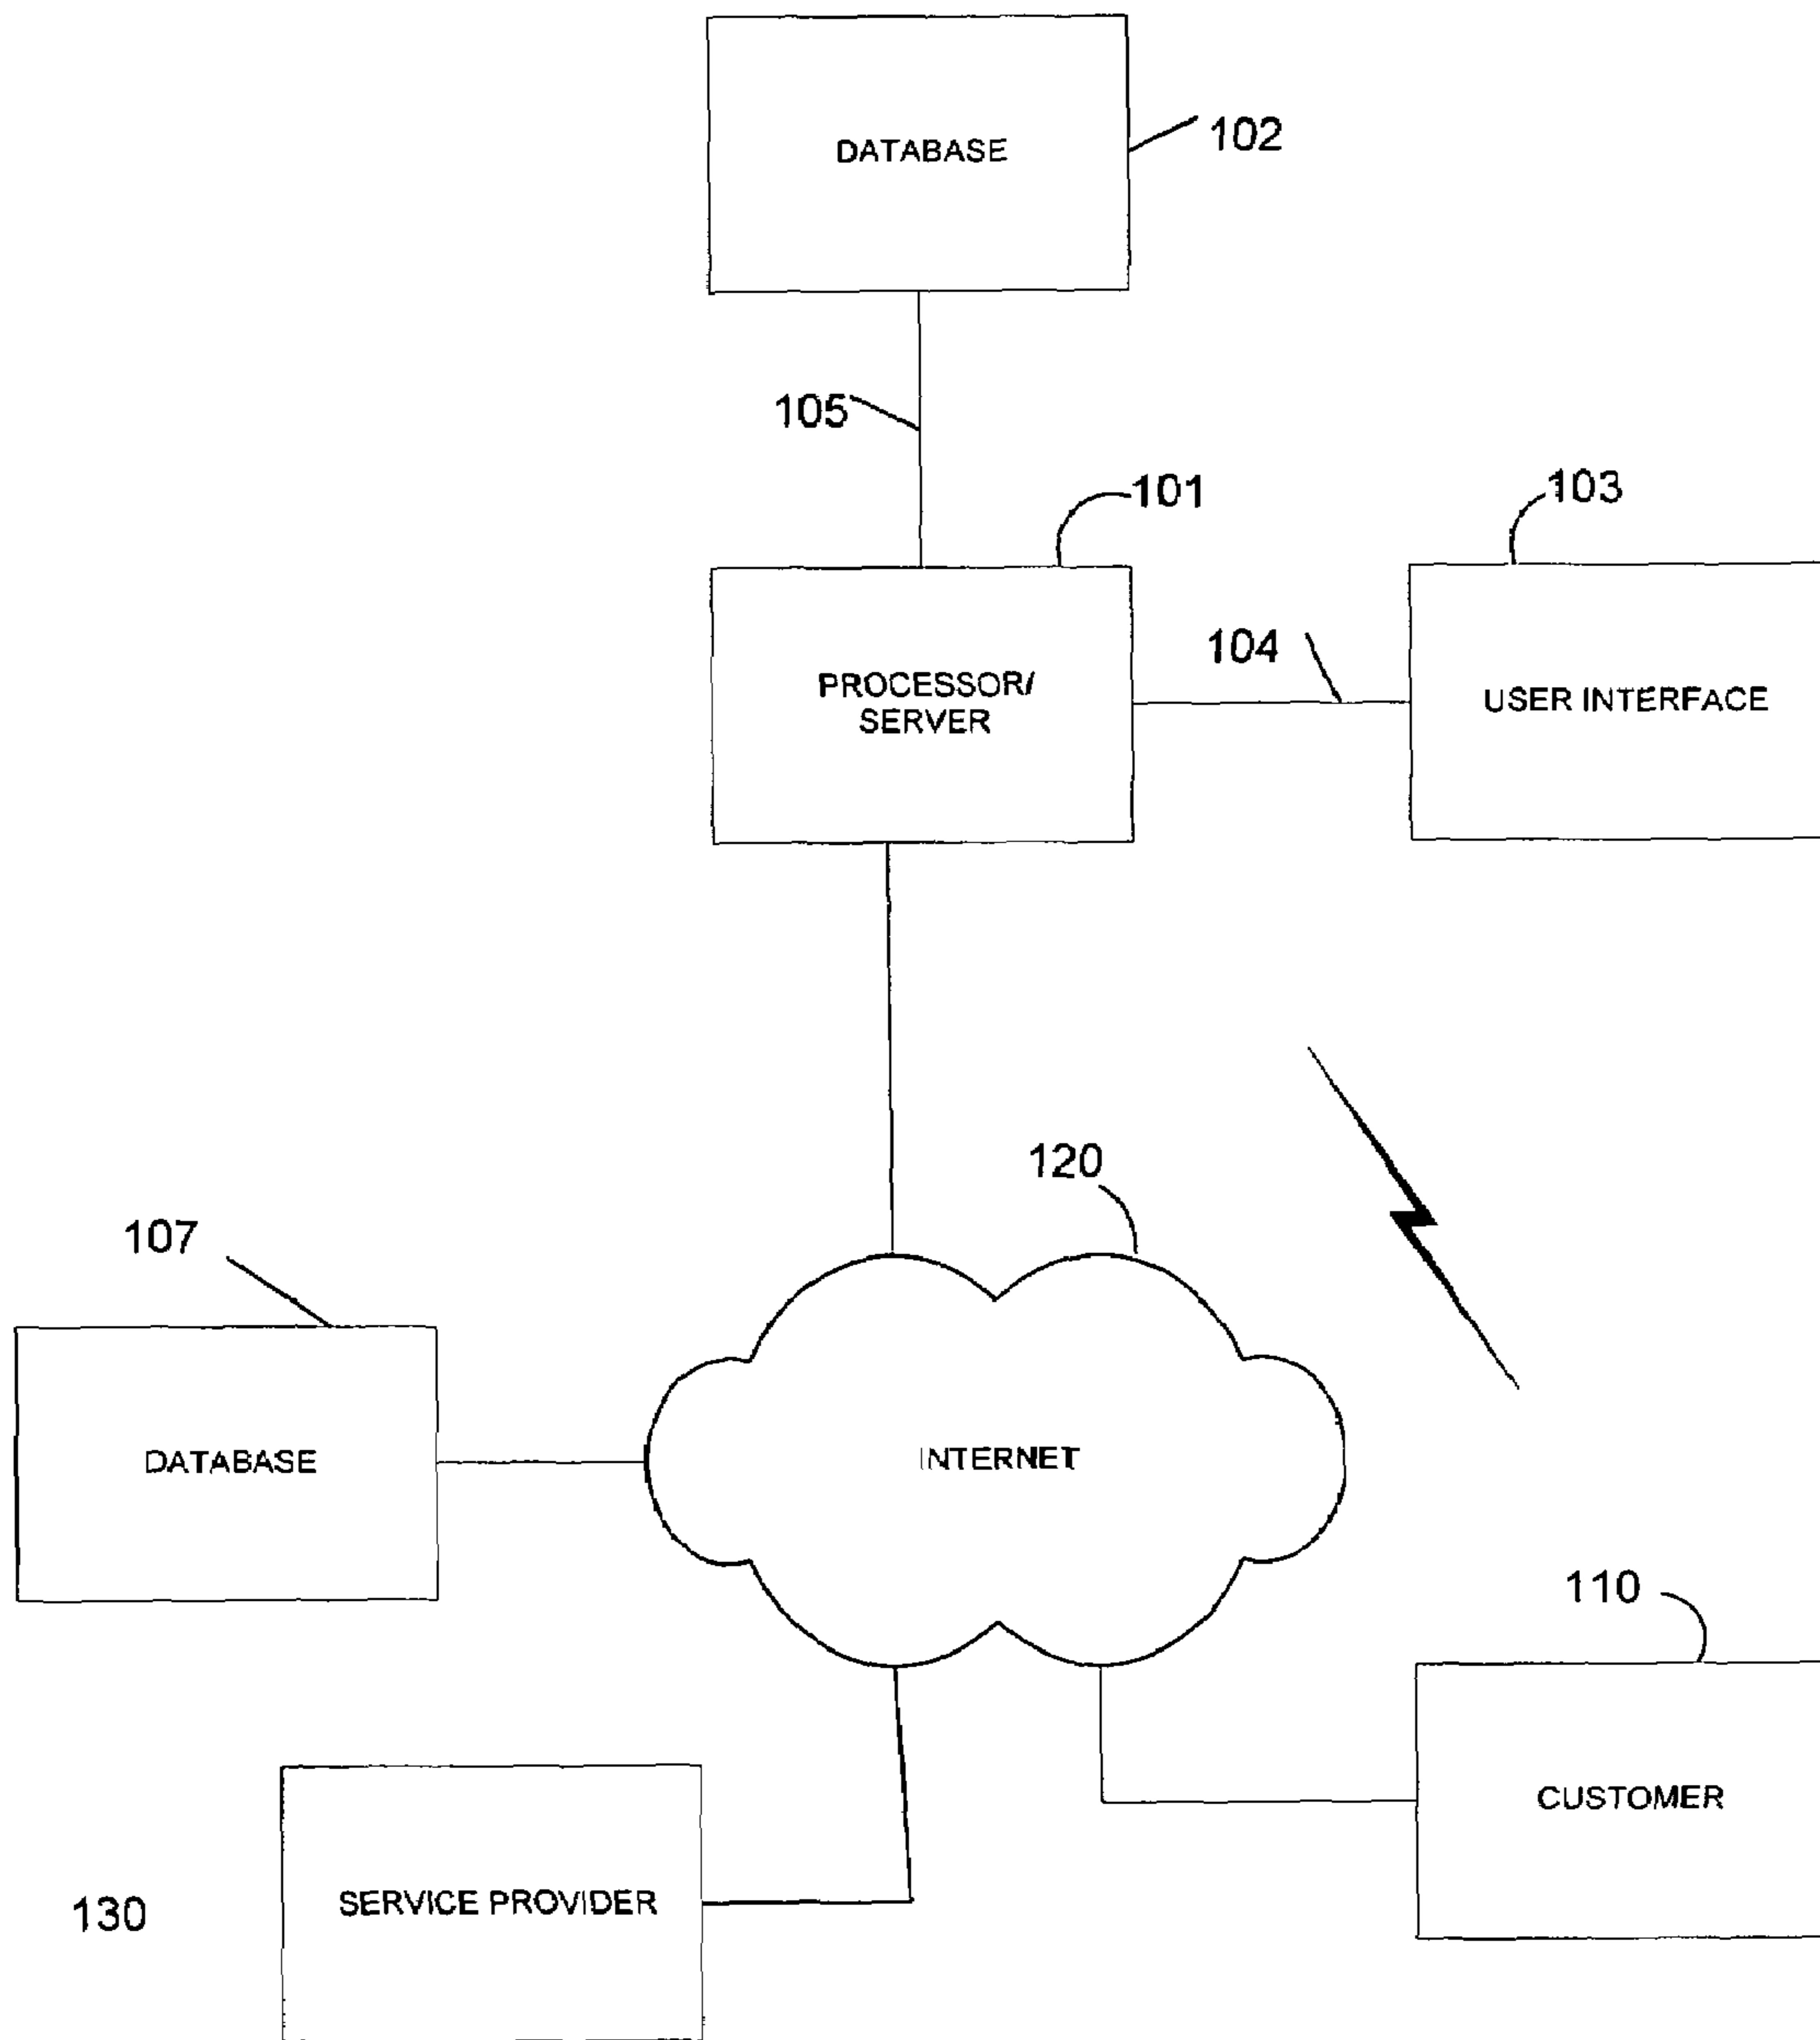 DATABASE
102
105
101
103
104
PROCESSOR/
SERVER
USER INTERFACE
120
107
DATABASE
INTERNET
110
CUSTOMER
130
SERVICE PROVIDER